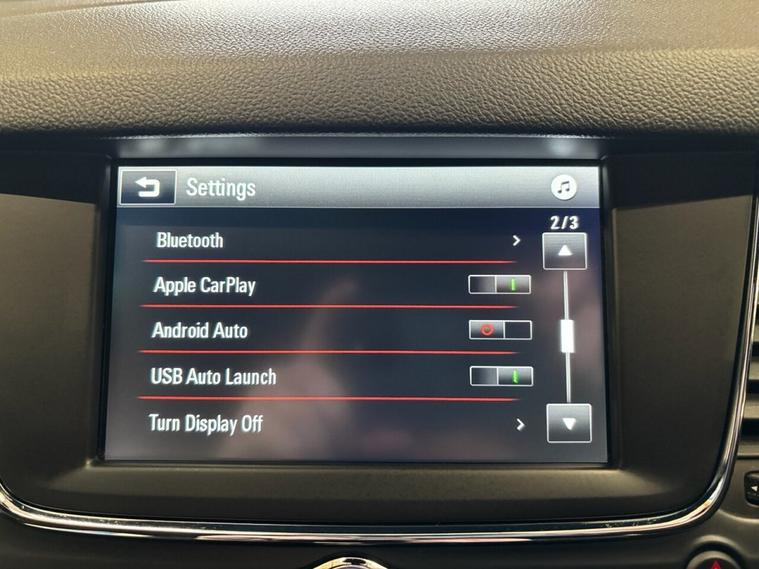 Settings
2/3
Bluetooth
Apple CarPlay
Android Auto
USB Auto Launch
Turn Display Off